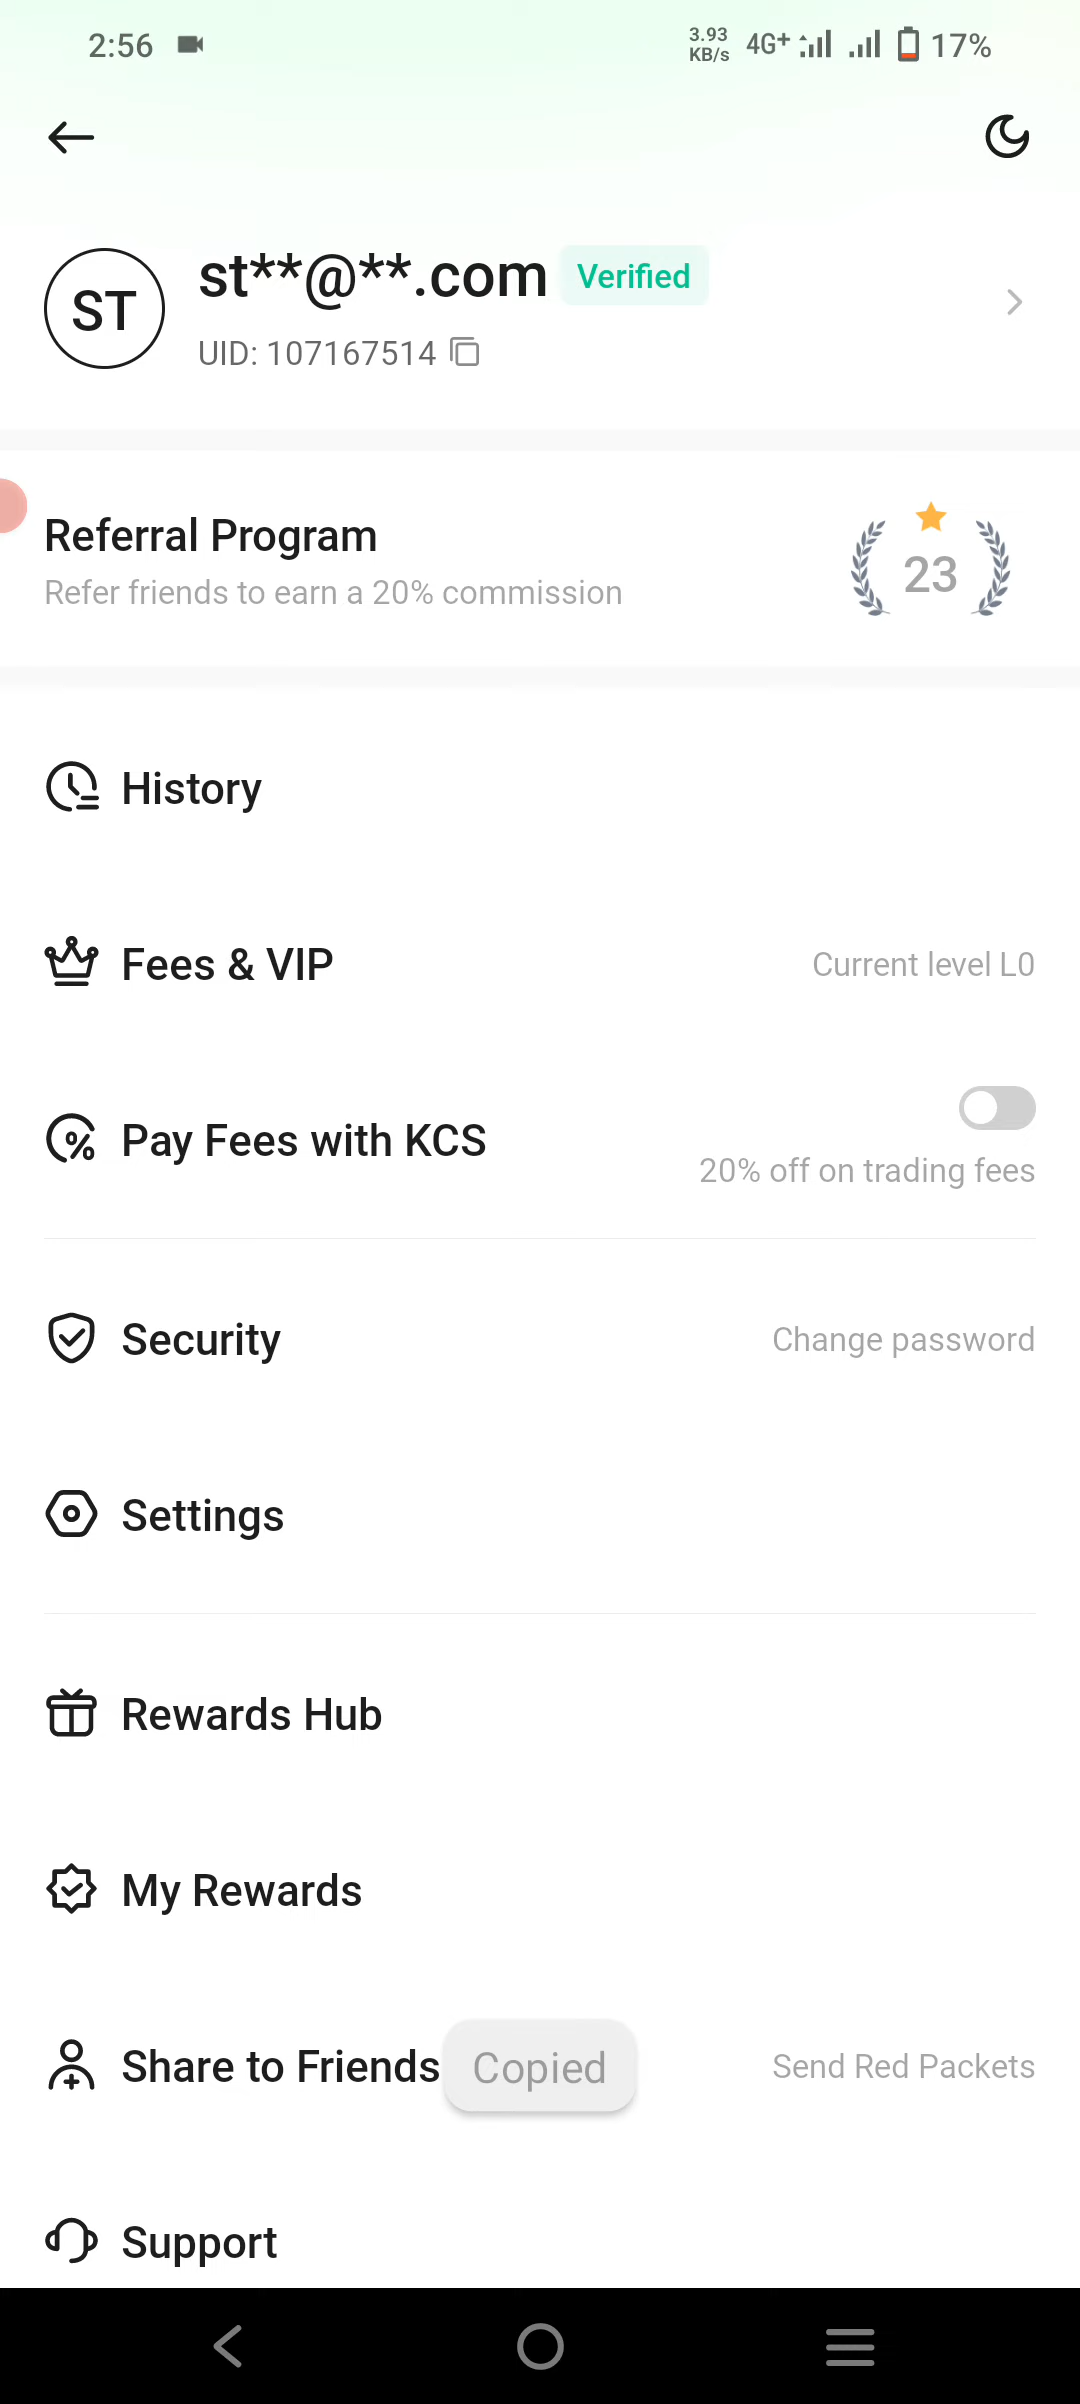 2:56
3.93
KB/s
4G+
17%
ST
st**@**.com
Verified
UID: 107167514
Referral Program
Refer friends to earn a 20% commission
23
History
Fees & VIP
Current level L0
Pay Fees with KCS
20% off on trading fees
Security
Change password
Settings
Rewards Hub
My Rewards
Share to Friends
Copied
Send Red Packets
Support